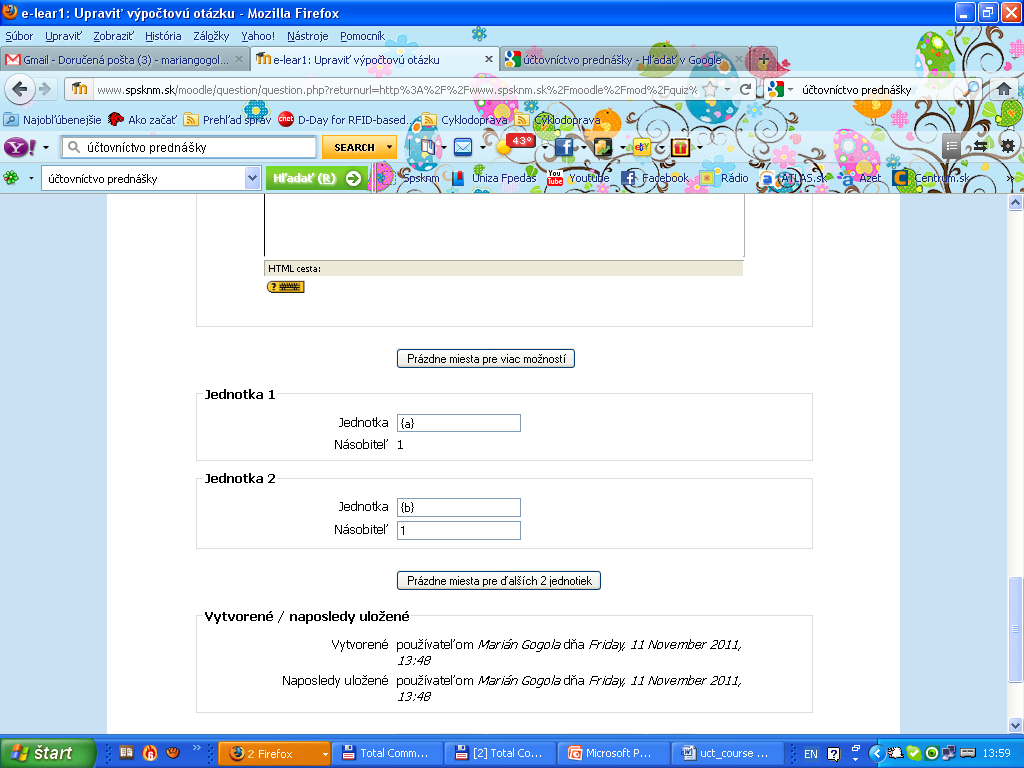 e-lear1: Upraviť výpočtovú otázku - Mozilla Firefox
Súbor Upraviť Zobraziť História Záložky Yahoo! Nástroje Pomocník
Gmail - Doručená pošta (3) - mariangogol... e-lear1: Upraviť výpočtovú otázku účtovníctvo prednášky - Hľadať v Google
www.spsknm.sk/moodle/question/question.php?returnurl=http%3A%2F%2Fwww.spsknm.sk%2Fmoodle%2Fmod%2Fquiz% účtovníctvo prednášky
Najobľúbenejšie Ako začať Prehľad správ D-Day for RFID-based... Cyklodoprava Cyklodoprava
účtovníctvo prednášky SEARCH 43°
účtovníctvo prednášky Hľadať (R) Spsknm Uniza Fpedas Youtube Facebook Rádio ATLAS.sk Azet Centrum.sk
HTML cesta:
Prázdne miesta pre viac možností
Jednotka 1
Jednotka {a}
Násobiteľ 1
Jednotka 2
Jednotka {b}
Násobiteľ 1
Prázdne miesta pre ďalších 2 jednotiek
Vytvorené / naposledy uložené
Vytvorené používateľom Marián Gogola dňa Friday, 11 November 2011,
13:48
Naposledy uložené používateľom Marián Gogola dňa Friday, 11 November 2011,
13:48
štart 2 Firefox Total Comm... [2] Total Co... Microsoft P... uct_course ... EN 13:59